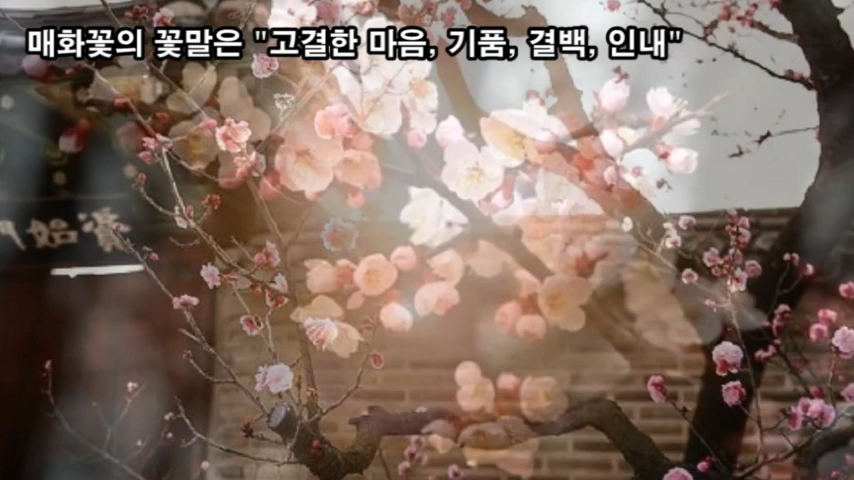 매화꽃의 꽃말은 "고결한 마음, 기품, 결백, 인내"